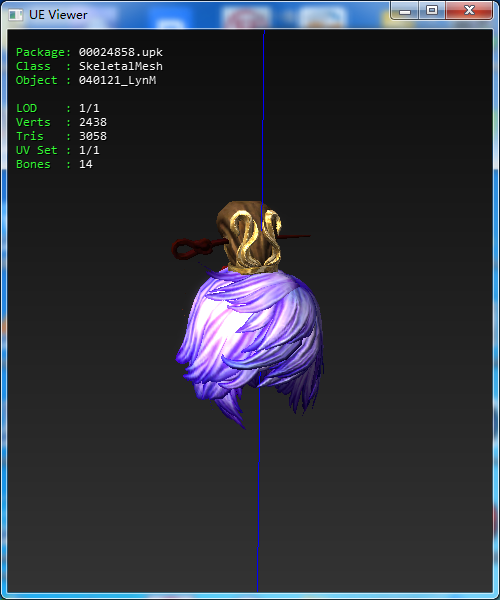 UE Viewer
Package: 00024858.upk
Class : SkeletalMesh
Object : 040121_LynM
LOD : 1/1
Verts : 2438
Tris : 3058
UV Set : 1/1
Bones : 14